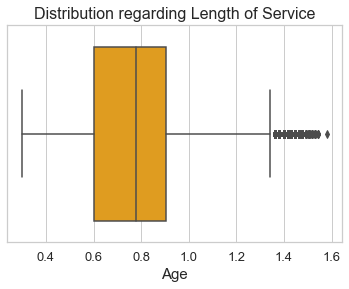 Distribution regarding Length of Service
0.4 0.6 0.8 1.0 1.2 1.4 1.6
Age